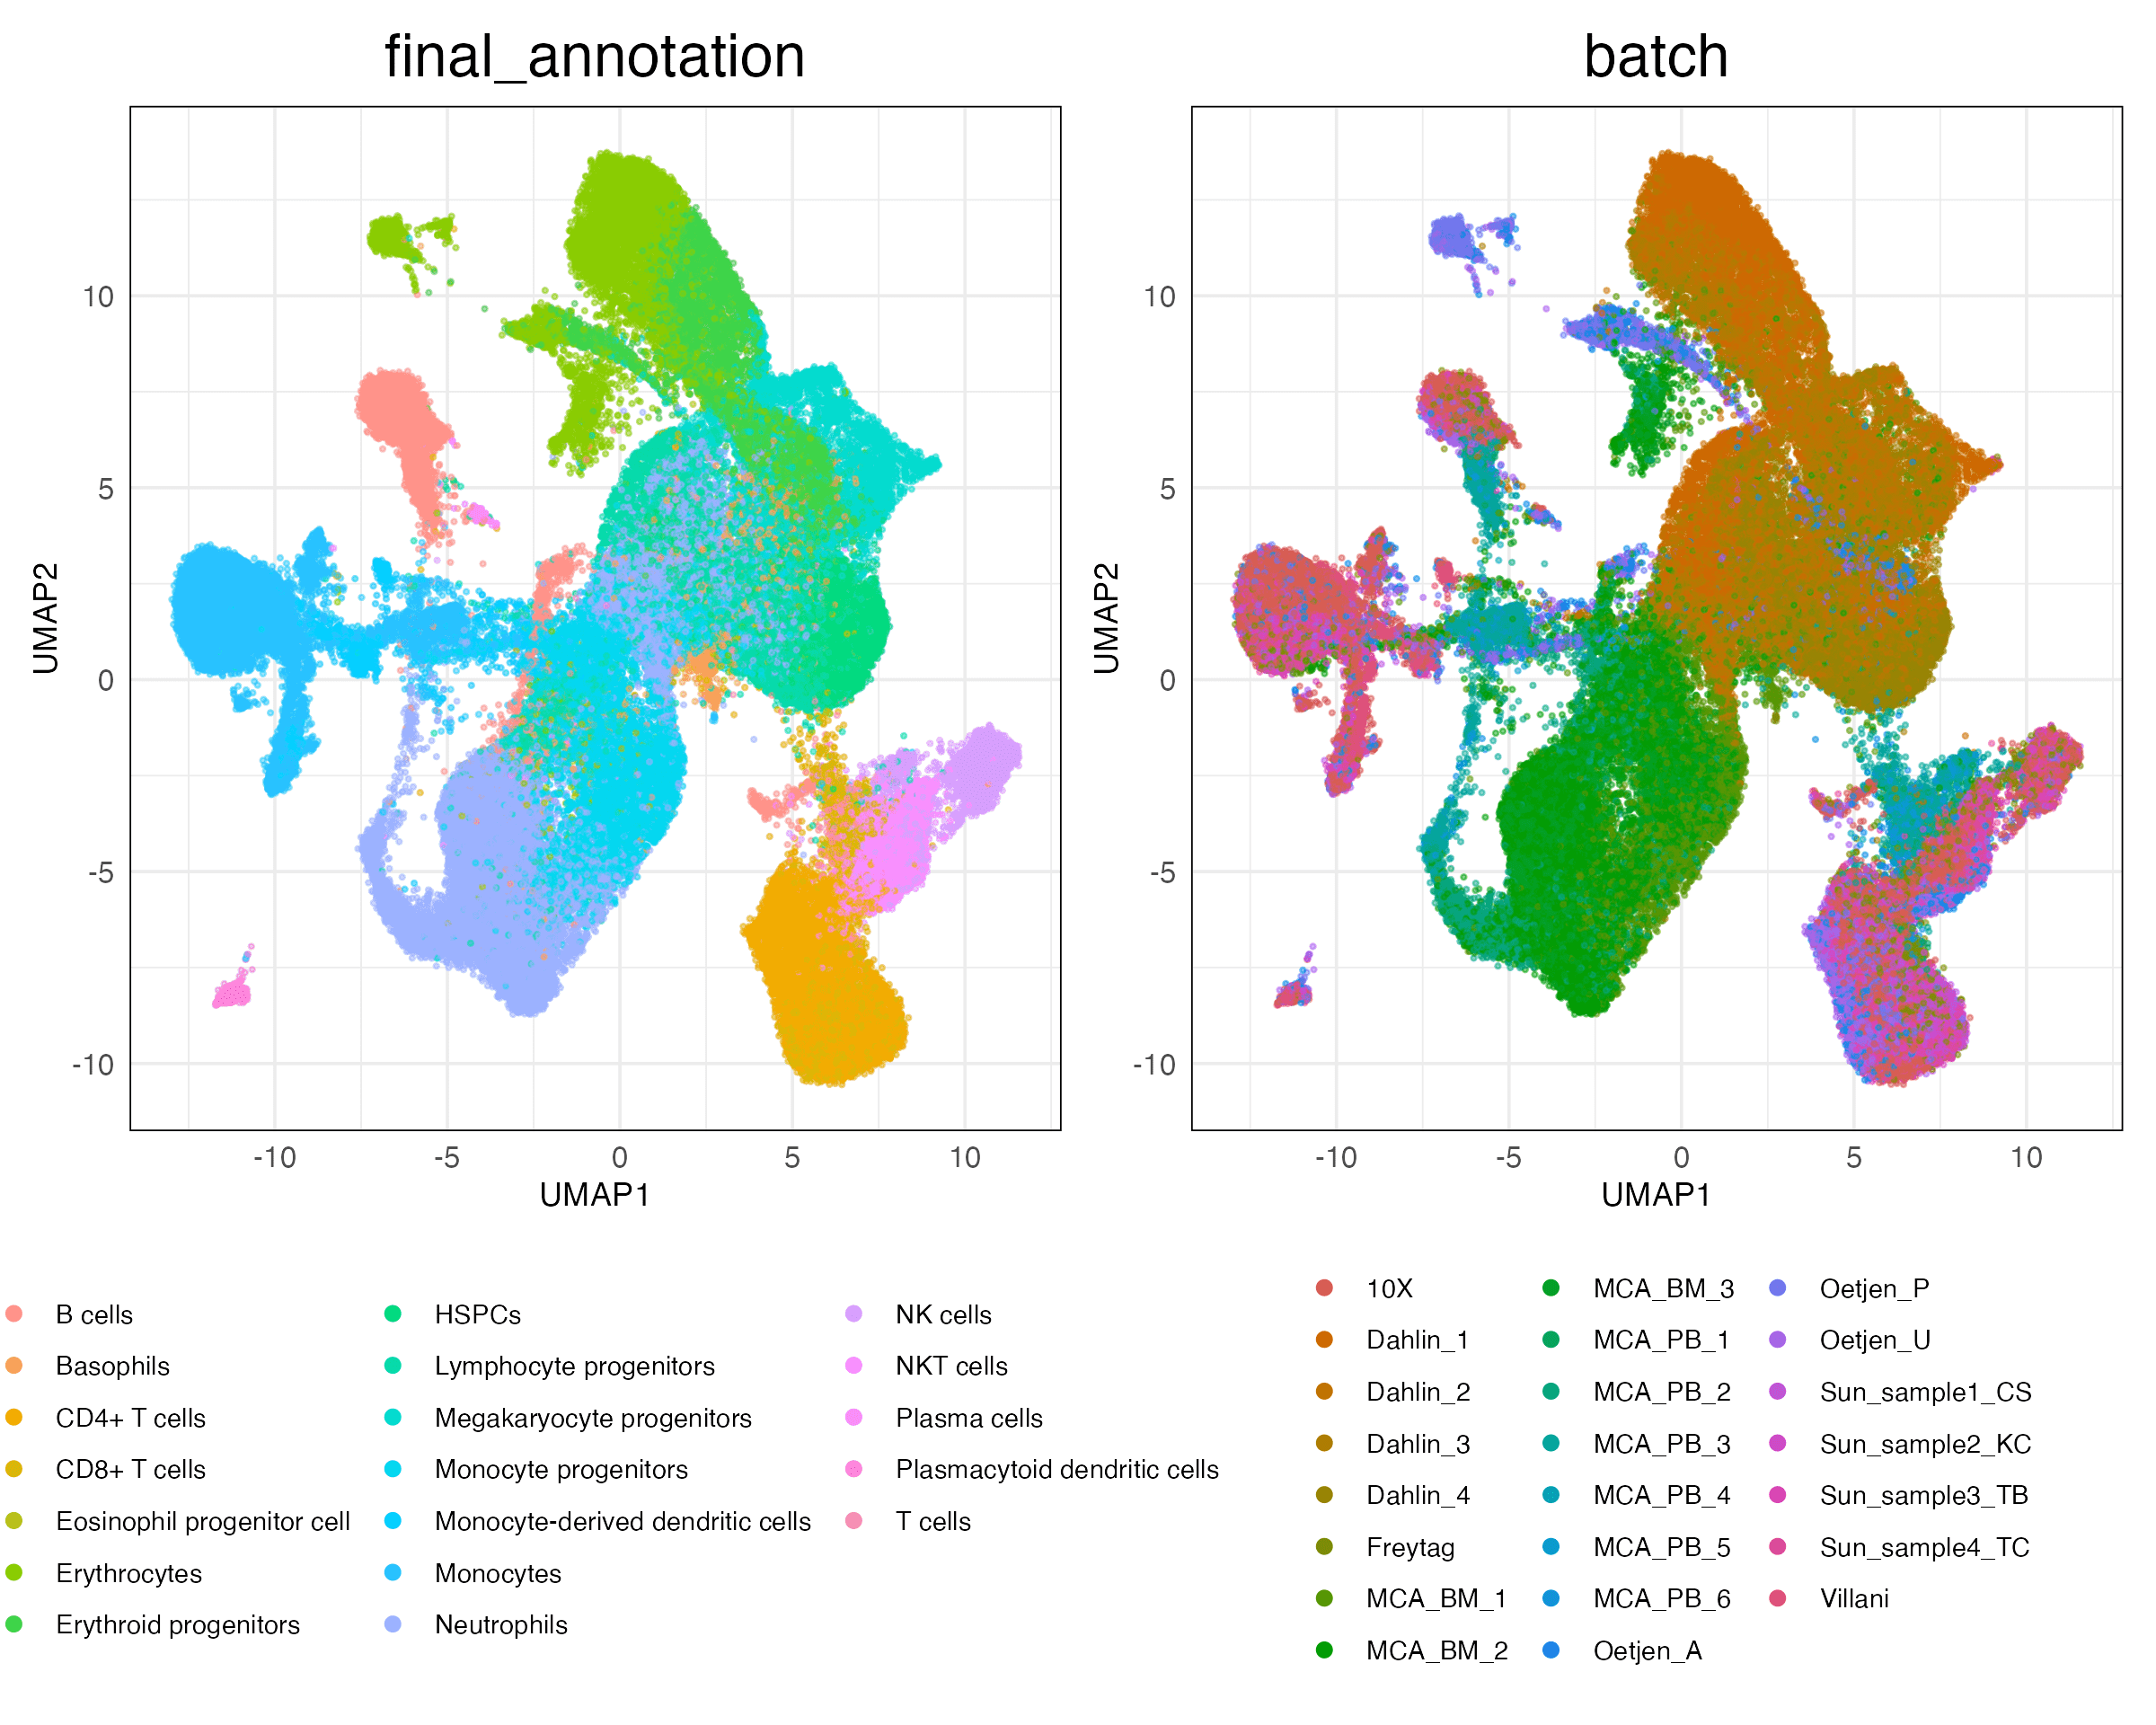 final_annotation
batch
10
5
0
-5
-10
UMAP2
-10
-5
0
5
10
UMAP1
10
5
0
-5
-10
UMAP2
-10
-5
0
5
10
UMAP1
B cells
Basophils
CD4+ T cells
CD8+ T cells
Eosinophil progenitor cell
Erythrocytes
Erythroid progenitors
HSPCs
Lymphocyte progenitors
Megakaryocyte progenitors
Monocyte progenitors
Monocyte-derived dendritic cells
Monocytes
Neutrophils
NK cells
NKT cells
Plasma cells
Plasmacytoid dendritic cells
T cells
10X
Dahlin_1
Dahlin_2
Dahlin_3
Dahlin_4
Freytag
MCA_BM_1
MCA_BM_2
MCA_BM_3
MCA_PB_1
MCA_PB_2
MCA_PB_3
MCA_PB_4
MCA_PB_5
MCA_PB_6
Oetjen_A
Oetjen_P
Oetjen_U
Sun_sample1_CS
Sun_sample2_KC
Sun_sample3_TB
Sun_sample4_TC
Villani